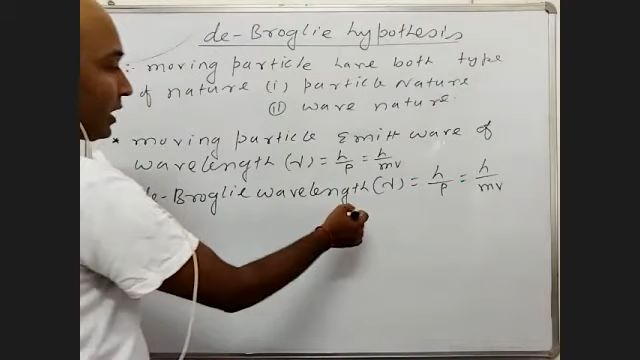 de-Broglie hypothesis
∴ moving particle have both type
of nature (i) particle Nature
(ii) wave nature.
* moving particle Emitt wave of
wavelength (λ) = h/p = h/mv
de-Broglie wavelength (λ) = h/p = h/mv